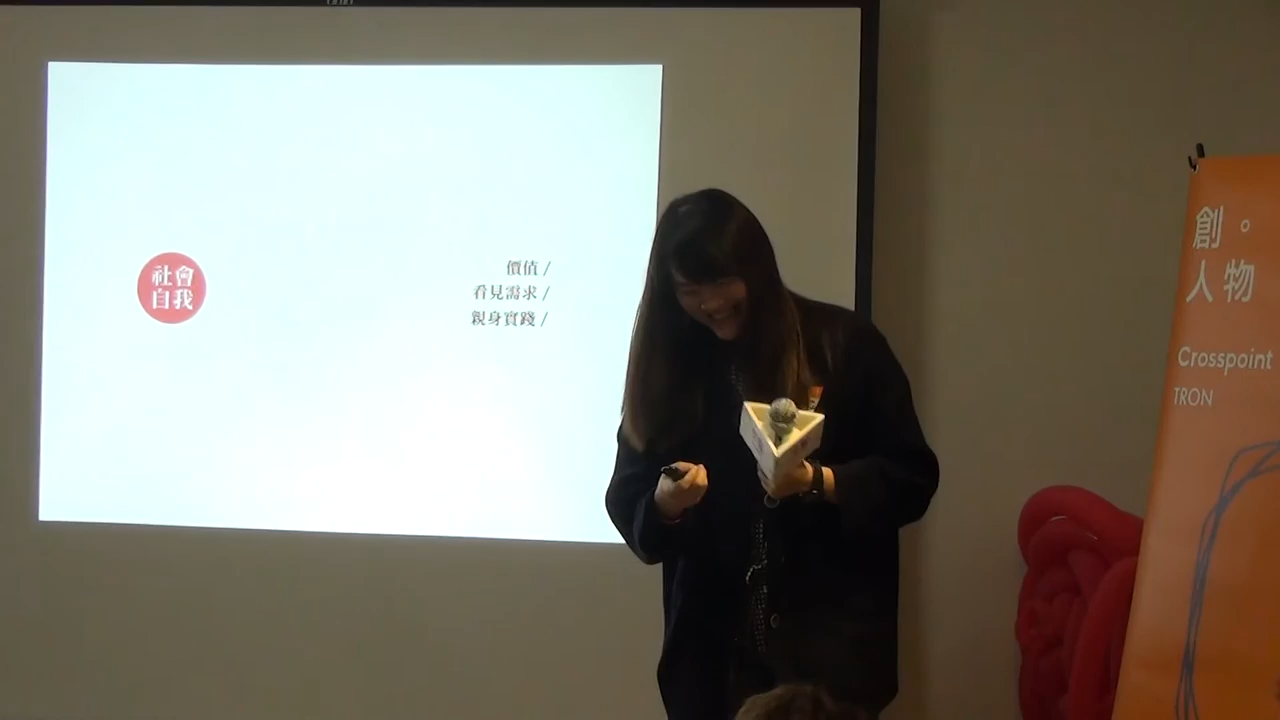 社會
自我
價值 /
看見需求 /
親身實踐 /
創。
人物
Crosspoint
TRON